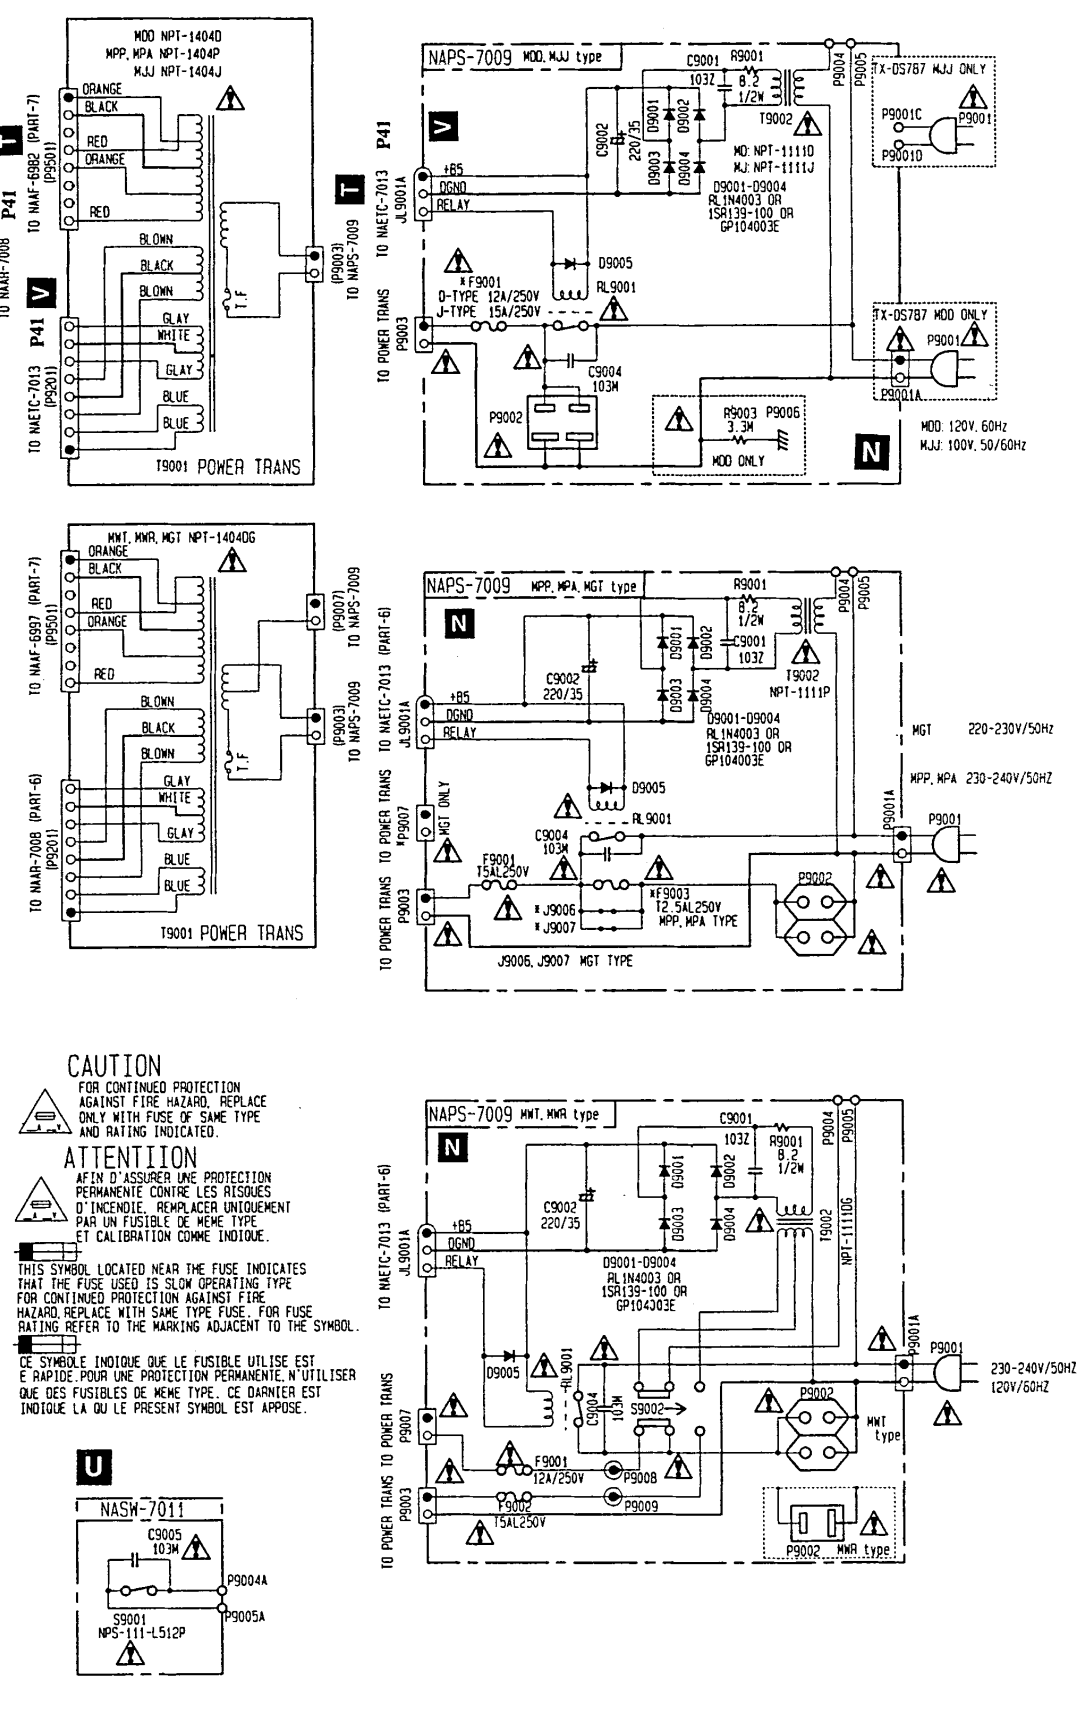 MDD NPT-1404D
MPP, MPA NPT-1404P
MJJ NPT-1404J
ORANGE
BLACK
RED
ORANGE
RED
BLOWN
BLACK
BLOWN
GLAY
WHITE
GLAY
BLUE
BLUE
T.F
T9001 POWER TRANS
TO NAAR-7008
P41
T
TO NAAF-6982 (PART-7)
(P9501)
P41 V
TO NAETC-7013
(P9201)
T
(P9003)
TO NAPS-7009
NAPS-7009 MDD, MJJ type
P41
V
TO NAETC-7013
JL9001A
+B5
DGND
RELAY
C9001
103Z
R9001
8.2
1/2W
T9002
P9004
P9005
C9002
220/35
D9001
D9002
D9003
D9004
MD: NPT-1111D
MJ: NPT-1111J
D9001-D9004
RL1N4003 OR
1SR139-100 OR
GP104003E
TX-DS787 MJJ ONLY
P9001C
P9001
P9001D
D9005
RL9001
*F9001
D-TYPE 12A/250V
J-TYPE 15A/250V
TO POWER TRANS
P9003
C9004
103M
P9002
R9003
3.3M
P9006
MDD ONLY
TX-DS787 MDD ONLY
P9001
P9001A
N
MDD: 120V, 60Hz
MJJ: 100V, 50/60Hz
MWT, MWR, MGT NPT-1404DG
ORANGE
BLACK
RED
ORANGE
RED
BLOWN
BLACK
BLOWN
GLAY
WHITE
GLAY
BLUE
BLUE
T.F
T9001 POWER TRANS
TO NAAF-6997 (PART-7)
(P9501)
TO NAAR-7008 (PART-6)
(P9201)
(P9007)
TO NAPS-7009
(P9003)
TO NAPS-7009
NAPS-7009 MPP, MPA, MGT type
N
TO NAETC-7013 (PART-6)
JL9001A
+B5
DGND
RELAY
R9001
8.2
1/2W
C9001
103Z
P9004
P9005
T9002
NPT-1111P
C9002
220/35
D9001
D9002
D9003
D9004
D9001-D9004
RL1N4003 OR
1SR139-100 OR
GP104003E
D9005
RL9001
TO POWER TRANS
*P9007
MGT ONLY
C9004
103M
F9001
T5AL250V
*F9003
T2.5AL250V
MPP, MPA TYPE
* J9006
* J9007
J9006, J9007 MGT TYPE
TO POWER TRANS
P9003
P9002
P9001A
P9001
MGT 220-230V/50Hz
MPP, MPA 230-240V/50HZ
CAUTION
FOR CONTINUED PROTECTION
AGAINST FIRE HAZARD, REPLACE
ONLY WITH FUSE OF SAME TYPE
AND RATING INDICATED.
A V
ATTENTIION
AFIN D'ASSURER UNE PROTECTION
PERMANENTE CONTRE LES RISQUES
D'INCENDIE, REMPLACER UNIQUEMENT
PAR UN FUSIBLE DE MEME TYPE
ET CALIBRATION COMME INDIQUE.
A V
THIS SYMBOL LOCATED NEAR THE FUSE INDICATES
THAT THE FUSE USED IS SLOW OPERATING TYPE
FOR CONTINUED PROTECTION AGAINST FIRE
HAZARD, REPLACE WITH SAME TYPE FUSE. FOR FUSE
RATING REFER TO THE MARKING ADJACENT TO THE SYMBOL.
CE SYMBOLE INDIQUE QUE LE FUSIBLE UTILISE EST
E RAPIDE. POUR UNE PROTECTION PERMANENTE, N'UTILISER
QUE DES FUSIBLES DE MEME TYPE. CE DARNIER EST
INDIQUE LA QU LE PRESENT SYMBOL EST APPOSE.
U
NASW-7011
C9005
103M
P9004A
P9005A
S9001
NPS-111-L512P
NAPS-7009 MWT, MWR type
N
TO NAETC-7013 (PART-6)
JL9001A
+B5
DGND
RELAY
C9001
103Z
R9001
8.2
1/2W
P9004
P9005
C9002
220/35
D9001
D9002
D9003
D9004
T9002
NPT-1111DG
D9001-D9004
RL1N4003 OR
1SR139-100 OR
GP104003E
D9005
RL9001
C9004
103M
S9002
TO POWER TRANS
P9007
F9001
12A/250V
P9008
TO POWER TRANS
P9003
F9002
T5AL250V
P9009
P9001A
P9001
230-240V/50HZ
120V/60HZ
P9002
MWT
type
P9002
MWR type